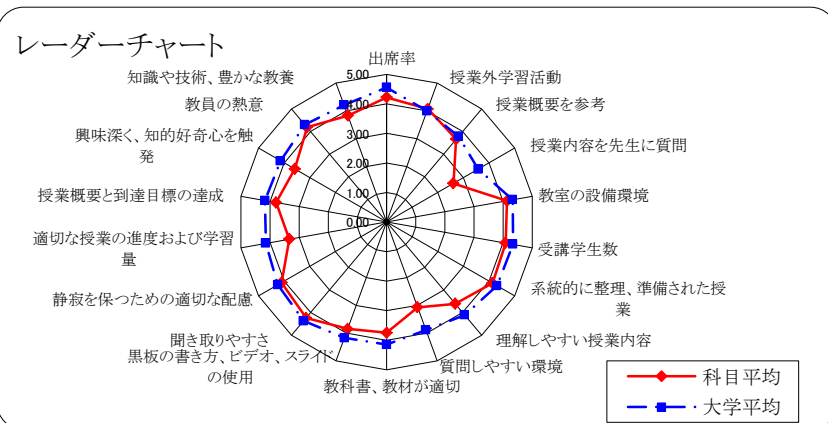 レーダーチャート
出席率
授業外学習活動
授業概要を参考
授業内容を先生に質問
教室の設備環境
受講学生数
系統的に整理、準備された授
業
理解しやすい授業内容
質問しやすい環境
教科書、教材が適切
黒板の書き方、ビデオ、スライド
の使用
聞き取りやすさ
静寂を保つための適切な配慮
適切な授業の進度および学習
量
授業概要と到達目標の達成
興味深く、知的好奇心を触
発
教員の熱意
知識や技術、豊かな教養
5.00
4.00
3.00
2.00
1.00
0.00
科目平均
大学平均